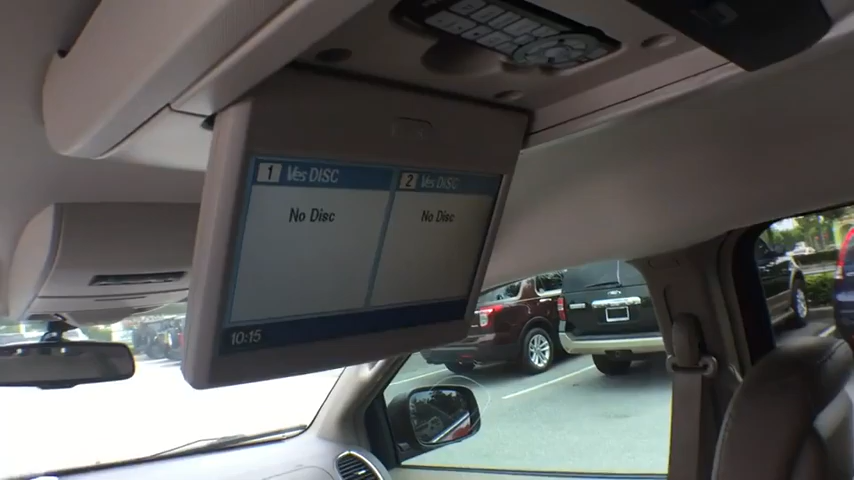 1 Ves DISC
2 Ves DISC
No Disc
No Disc
10:15